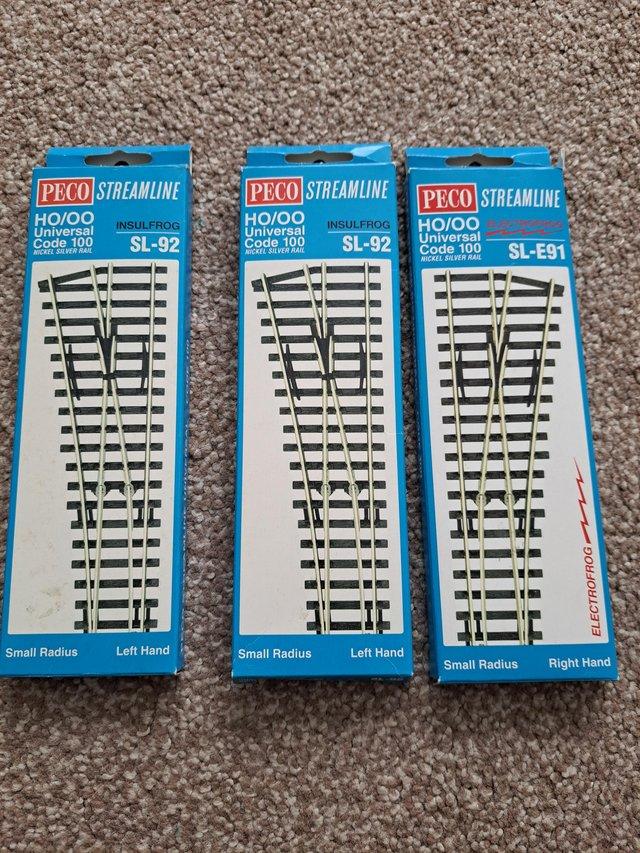 PECO STREAMLINE
HO/OO
Universal
Code 100
NICKEL SILVER RAIL
INSULFROG
SL-92
Small Radius
Left Hand
PECO STREAMLINE
HO/OO
Universal
Code 100
NICKEL SILVER RAIL
INSULFROG
SL-92
Small Radius
Left Hand
PECO STREAMLINE
HO/OO
Universal
Code 100
NICKEL SILVER RAIL
ELECTROFROG
SL-E91
ELECTROFROG
Small Radius
Right Hand